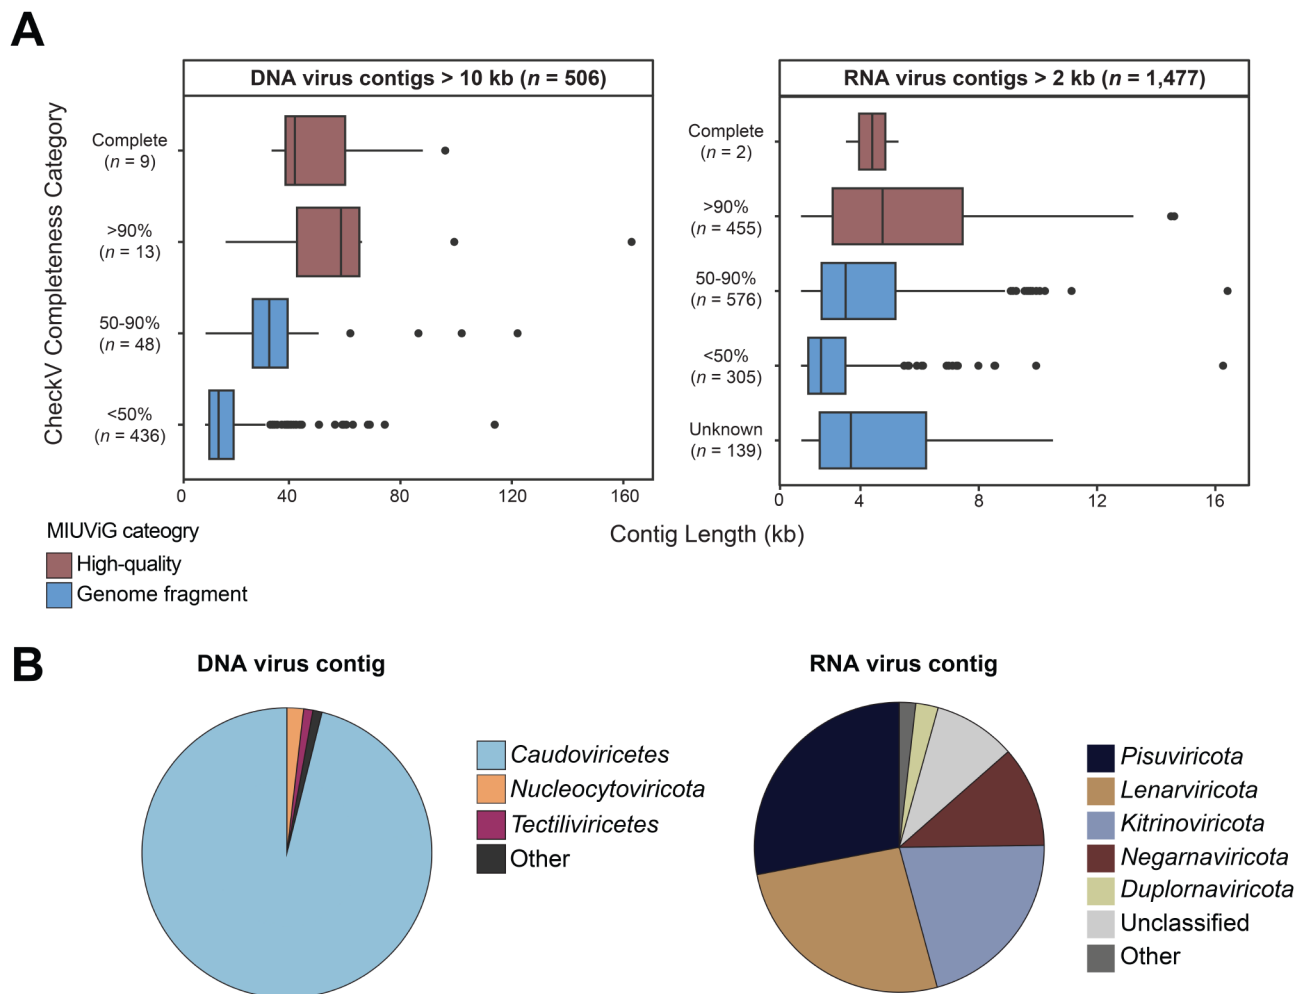 A
DNA virus contigs > 10 kb (n = 506)
RNA virus contigs > 2 kb (n = 1,477)
CheckV Completeness Category
Complete
(n = 9)
>90%
(n = 13)
50-90%
(n = 48)
<50%
(n = 436)
Complete
(n = 2)
>90%
(n = 455)
50-90%
(n = 576)
<50%
(n = 305)
Unknown
(n = 139)
0 40 80 120 160
0 4 8 12 16
Contig Length (kb)
MIUViG cateogry
High-quality
Genome fragment
B
DNA virus contig
RNA virus contig
Caudoviricetes
Nucleocytoviricota
Tectiliviricetes
Other
Pisuviricota
Lenarviricota
Kitrinoviricota
Negarnaviricota
Duplornaviricota
Unclassified
Other